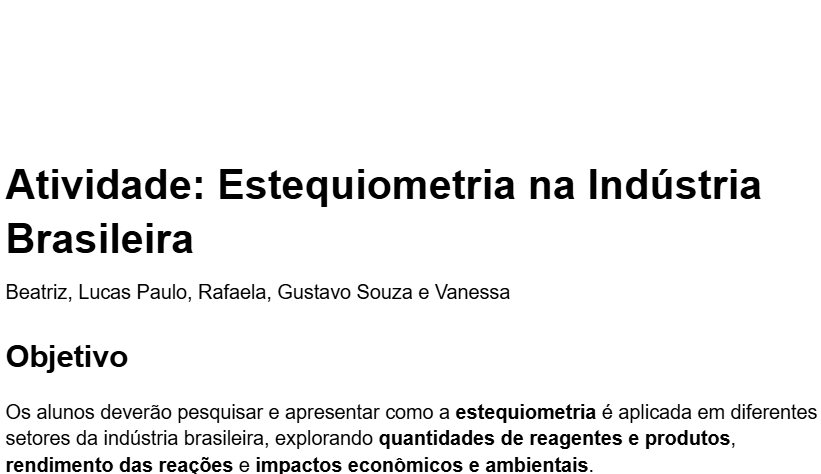 Atividade: Estequiometria na Indústria
Brasileira
Beatriz, Lucas Paulo, Rafaela, Gustavo Souza e Vanessa
Objetivo
Os alunos deverão pesquisar e apresentar como a estequiometria é aplicada em diferentes
setores da indústria brasileira, explorando quantidades de reagentes e produtos,
rendimento das reações e impactos econômicos e ambientais.